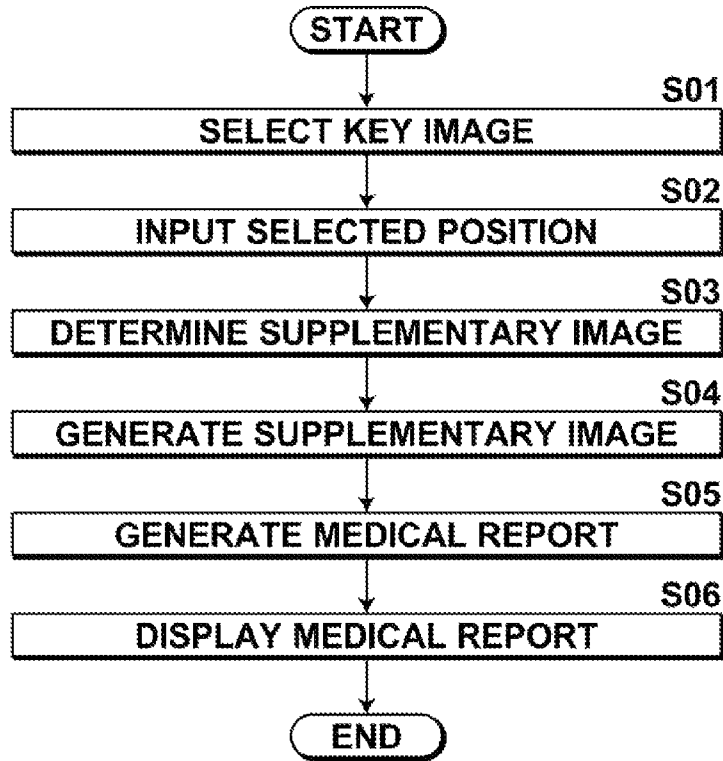 START
S01
SELECT KEY IMAGE
S02
INPUT SELECTED POSITION
S03
DETERMINE SUPPLEMENTARY IMAGE
S04
GENERATE SUPPLEMENTARY IMAGE
S05
GENERATE MEDICAL REPORT
S06
DISPLAY MEDICAL REPORT
END